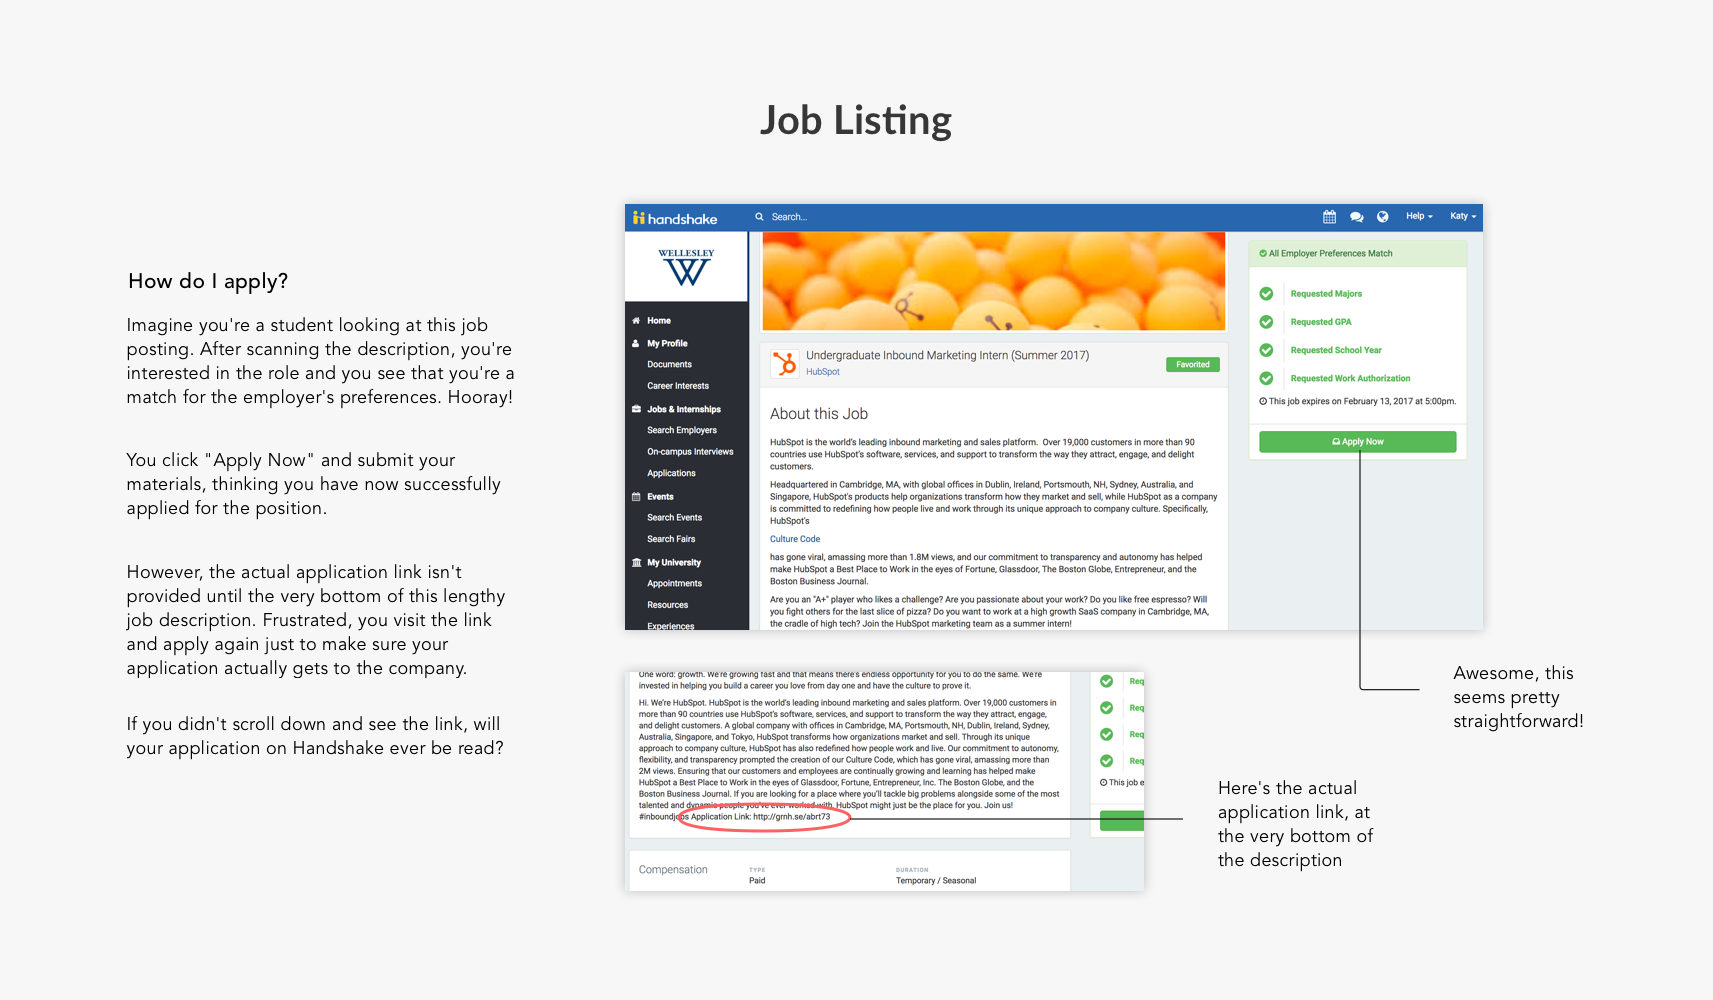 Job Listing
How do I apply?
Imagine you're a student looking at this job
posting. After scanning the description, you're
interested in the role and you see that you're a
match for the employer's preferences. Hooray!
You click "Apply Now" and submit your
materials, thinking you have now successfully
applied for the position.
However, the actual application link isn't
provided until the very bottom of this lengthy
job description. Frustrated, you visit the link
and apply again just to make sure your
application actually gets to the company.
If you didn't scroll down and see the link, will
your application on Handshake ever be read?
handshake
Search...
Help
Katy
WELLESLEY
W
Home
My Profile
Documents
Career Interests
Jobs & Internships
Search Employers
On-campus Interviews
Applications
Events
Search Events
Search Fairs
My University
Appointments
Resources
Experiences
Undergraduate Inbound Marketing Intern (Summer 2017)
HubSpot
Favorited
About this Job
HubSpot is the world's leading inbound marketing and sales platform. Over 19,000 customers in more than 90
countries use HubSpot's software, services, and support to transform the way they attract, engage, and delight
customers.
Headquartered in Cambridge, MA, with global offices in Dublin, Ireland, Portsmouth, NH, Sydney, Australia, and
Singapore, HubSpot's products help organizations transform how they market and sell, while HubSpot as a company
is committed to redefining how people live and work through its unique approach to company culture. Specifically,
HubSpot's
Culture Code
has gone viral, amassing more than 1.8M views, and our commitment to transparency and autonomy has helped
make HubSpot a Best Place to Work in the eyes of Fortune, Glassdoor, The Boston Globe, Entrepreneur, and the
Boston Business Journal.
Are you an "A+" player who likes a challenge? Are you passionate about your work? Do you like free espresso? Will
you fight others for the last slice of pizza? Do you want to work at a high growth SaaS company in Cambridge, MA,
the cradle of high tech? Join the HubSpot marketing team as a summer intern!
All Employer Preferences Match
Requested Majors
Requested GPA
Requested School Year
Requested Work Authorization
This job expires on February 13, 2017 at 5:00pm.
Apply Now
Awesome, this
seems pretty
straightforward!
One word: growth. We're growing fast and that means there's endless opportunity for you to do the same. We're
invested in helping you build a career you love from day one and have the culture to prove it.
Hi. We're HubSpot. HubSpot is the world's leading inbound marketing and sales platform. Over 19,000 customers in
more than 90 countries use HubSpot's software, services, and support to transform the way they attract, engage,
and delight customers. A global company with offices in Cambridge, MA, Portsmouth, NH, Dublin, Ireland, Sydney,
Australia, Singapore, and Tokyo, HubSpot transforms how organizations market and sell. Through its unique
approach to company culture, HubSpot has also redefined how people work and live. Our commitment to autonomy,
flexibility, and transparency prompted the creation of our Culture Code, which has gone viral, amassing more than
2M views. Ensuring that our customers and employees are continually growing and learning has helped make
HubSpot a Best Place to Work in the eyes of Glassdoor, Fortune, Entrepreneur, Inc. The Boston Globe, and the
Boston Business Journal. If you are looking for a place where you'll tackle big problems alongside some of the most
talented and dynamic people you've ever worked with, HubSpot might just be the place for you. Join us!
#inboundjobs Application Link: http://grnh.se/abrt73
Req
Req
Req
Req
This job e
Compensation
TYPE
Paid
DURATION
Temporary / Seasonal
Here's the actual
application link, at
the very bottom of
the description